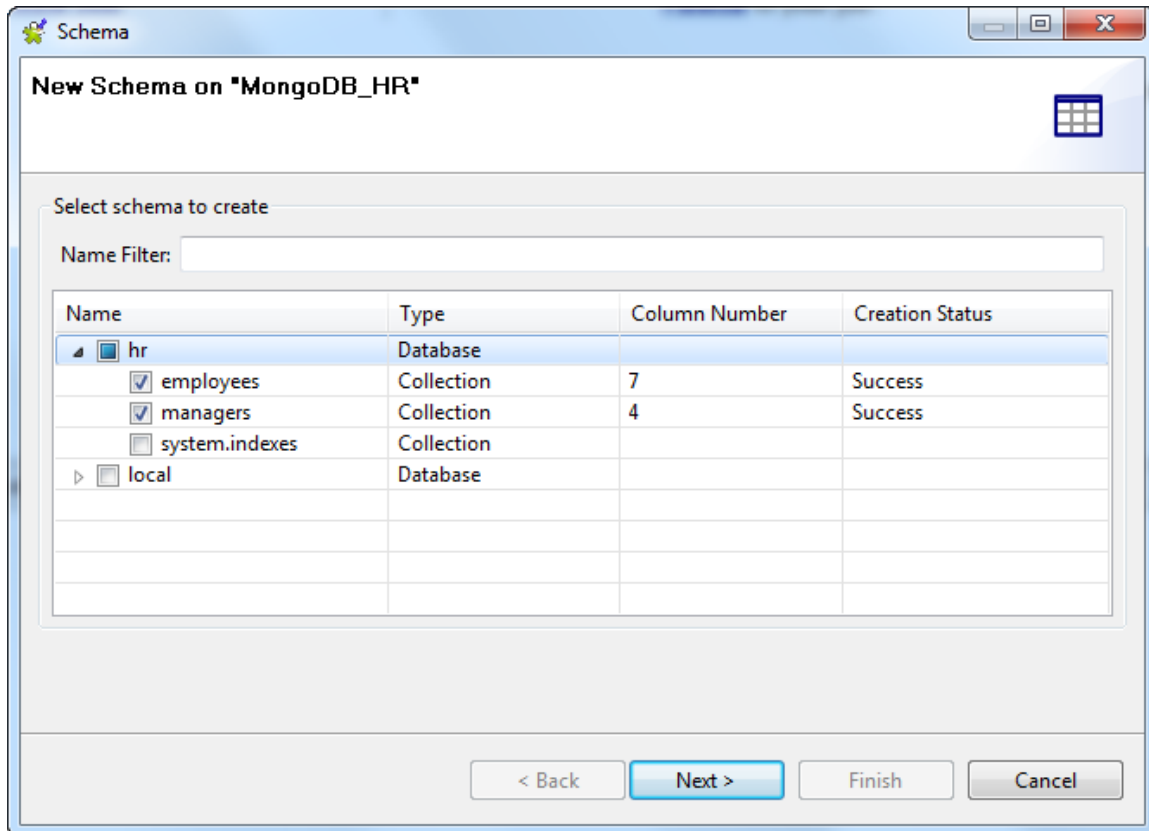 Schema
New Schema on "MongoDB_HR"
Select schema to create
Name Filter:
Name Type Column Number Creation Status
hr Database
employees Collection 7 Success
managers Collection 4 Success
system.indexes Collection
local Database
< Back Next > Finish Cancel